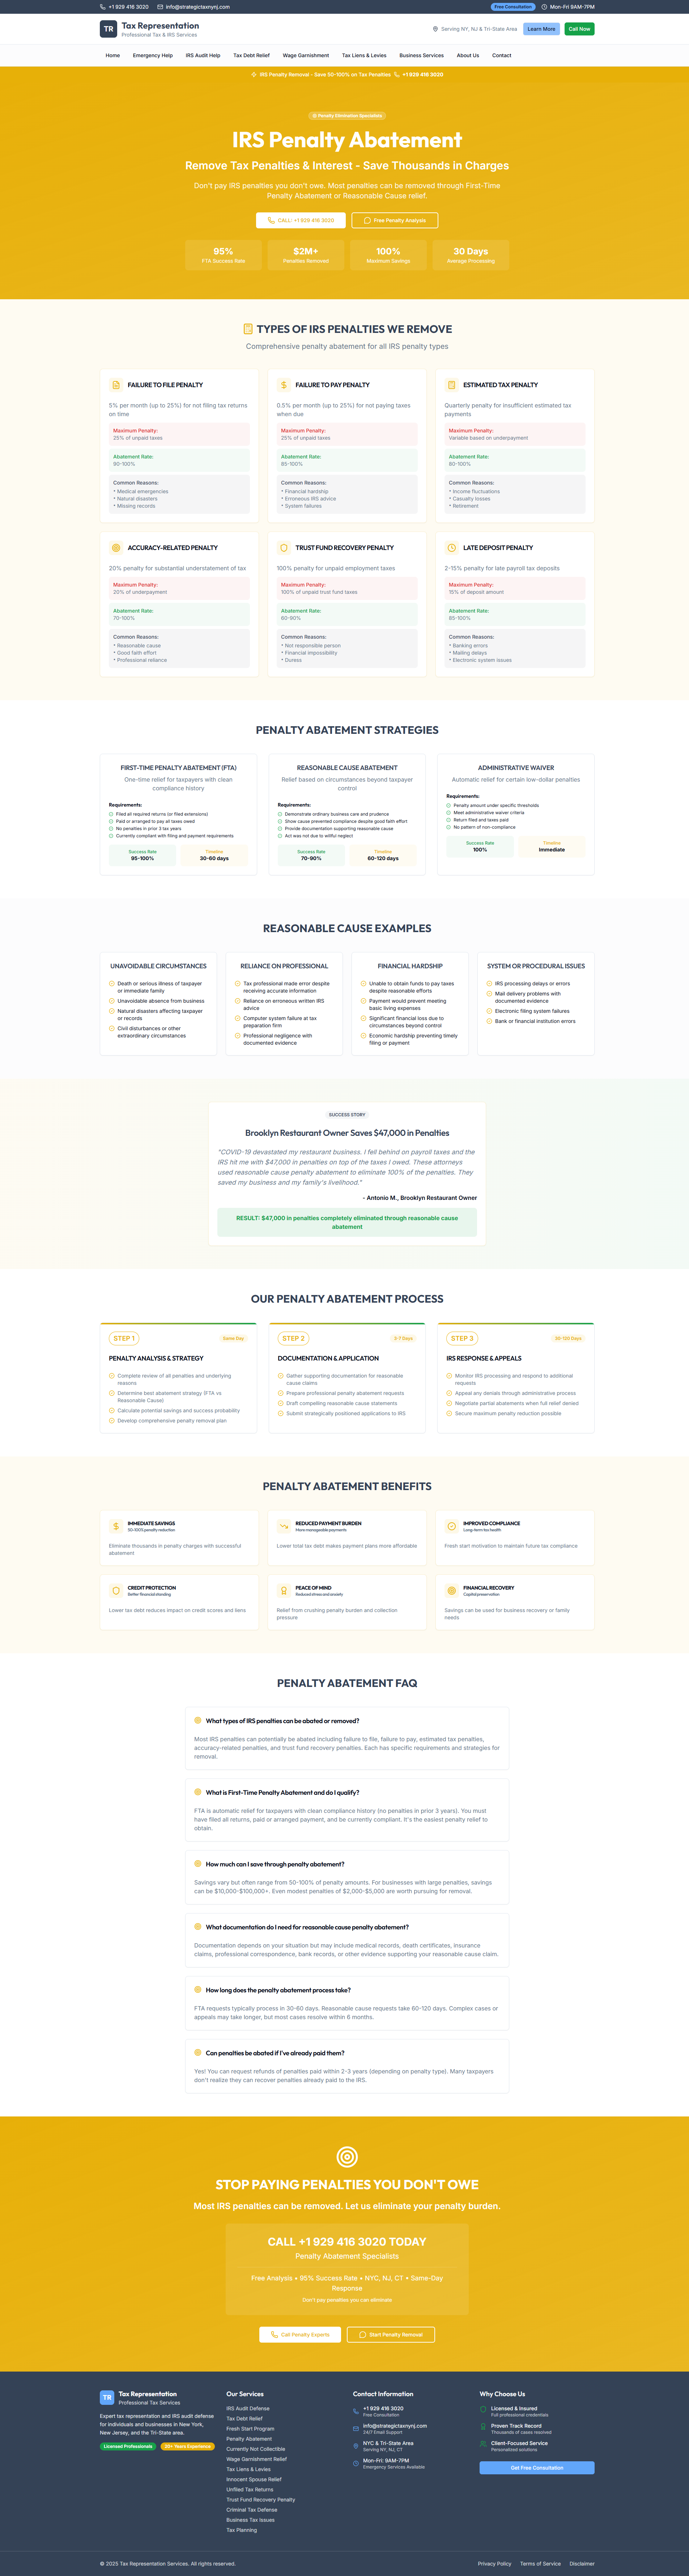 +1 929 416 3020 info@strategictaxnynj.com Free Consultation Mon-Fri 9AM-7PM
TR Tax Representation
Professional Tax & IRS Services
Serving NY, NJ & Tri-State Area Learn More Call Now
Home Emergency Help IRS Audit Help Tax Debt Relief Wage Garnishment Tax Liens & Levies Business Services About Us Contact
IRS Penalty Removal - Save 50-100% on Tax Penalties +1 929 416 3020
Penalty Elimination Specialists
IRS Penalty Abatement
Remove Tax Penalties & Interest - Save Thousands in Charges
Don't pay IRS penalties you don't owe. Most penalties can be removed through First-Time
Penalty Abatement or Reasonable Cause relief.
CALL: +1 929 416 3020 Free Penalty Analysis
95% $2M+ 100% 30 Days
FTA Success Rate Penalties Removed Maximum Savings Average Processing
TYPES OF IRS PENALTIES WE REMOVE
Comprehensive penalty abatement for all IRS penalty types
FAILURE TO FILE PENALTY
5% per month (up to 25%) for not filing tax returns
on time
Maximum Penalty:
25% of unpaid taxes
Abatement Rate:
90-100%
Common Reasons:
• Medical emergencies
• Natural disasters
• Missing records
FAILURE TO PAY PENALTY
0.5% per month (up to 25%) for not paying taxes
when due
Maximum Penalty:
25% of unpaid taxes
Abatement Rate:
85-100%
Common Reasons:
• Financial hardship
• Erroneous IRS advice
• System failures
ESTIMATED TAX PENALTY
Quarterly penalty for insufficient estimated tax
payments
Maximum Penalty:
Variable based on underpayment
Abatement Rate:
80-100%
Common Reasons:
• Income fluctuations
• Casualty losses
• Retirement
ACCURACY-RELATED PENALTY
20% penalty for substantial understatement of tax
Maximum Penalty:
20% of underpayment
Abatement Rate:
70-100%
Common Reasons:
• Reasonable cause
• Good faith effort
• Professional reliance
TRUST FUND RECOVERY PENALTY
100% penalty for unpaid employment taxes
Maximum Penalty:
100% of unpaid trust fund taxes
Abatement Rate:
60-90%
Common Reasons:
• Not responsible person
• Financial impossibility
• Duress
LATE DEPOSIT PENALTY
2-15% penalty for late payroll tax deposits
Maximum Penalty:
15% of deposit amount
Abatement Rate:
85-100%
Common Reasons:
• Banking errors
• Mailing delays
• Electronic system issues
PENALTY ABATEMENT STRATEGIES
FIRST-TIME PENALTY ABATEMENT (FTA)
One-time relief for taxpayers with clean
compliance history
Requirements:
Filed all required returns (or filed extensions)
Paid or arranged to pay all taxes owed
No penalties in prior 3 tax years
Currently compliant with filing and payment requirements
Success Rate Timeline
95-100% 30-60 days
REASONABLE CAUSE ABATEMENT
Relief based on circumstances beyond taxpayer
control
Requirements:
Demonstrate ordinary business care and prudence
Show cause prevented compliance despite good faith effort
Provide documentation supporting reasonable cause
Act was not due to willful neglect
Success Rate Timeline
70-90% 60-120 days
ADMINISTRATIVE WAIVER
Automatic relief for certain low-dollar penalties
Requirements:
Penalty amount under specific thresholds
Meet administrative waiver criteria
Return filed and taxes paid
No pattern of non-compliance
Success Rate Timeline
100% Immediate
REASONABLE CAUSE EXAMPLES
UNAVOIDABLE CIRCUMSTANCES
Death or serious illness of taxpayer
or immediate family
Unavoidable absence from business
Natural disasters affecting taxpayer
or records
Civil disturbances or other
extraordinary circumstances
RELIANCE ON PROFESSIONAL
Tax professional made error despite
receiving accurate information
Reliance on erroneous written IRS
advice
Computer system failure at tax
preparation firm
Professional negligence with
documented evidence
FINANCIAL HARDSHIP
Unable to obtain funds to pay taxes
despite reasonable efforts
Payment would prevent meeting
basic living expenses
Significant financial loss due to
circumstances beyond control
Economic hardship preventing timely
filing or payment
SYSTEM OR PROCEDURAL ISSUES
IRS processing delays or errors
Mail delivery problems with
documented evidence
Electronic filing system failures
Bank or financial institution errors
SUCCESS STORY
Brooklyn Restaurant Owner Saves $47,000 in Penalties
"COVID-19 devastated my restaurant business. I fell behind on payroll taxes and the
IRS hit me with $47,000 in penalties on top of the taxes I owed. These attorneys
used reasonable cause penalty abatement to eliminate 100% of the penalties. They
saved my business and my family's livelihood."
- Antonio M., Brooklyn Restaurant Owner
RESULT: $47,000 in penalties completely eliminated through reasonable cause
abatement
OUR PENALTY ABATEMENT PROCESS
STEP 1 Same Day
PENALTY ANALYSIS & STRATEGY
Complete review of all penalties and underlying
reasons
Determine best abatement strategy (FTA vs
Reasonable Cause)
Calculate potential savings and success probability
Develop comprehensive penalty removal plan
STEP 2 3-7 Days
DOCUMENTATION & APPLICATION
Gather supporting documentation for reasonable
cause claims
Prepare professional penalty abatement requests
Draft compelling reasonable cause statements
Submit strategically positioned applications to IRS
STEP 3 30-120 Days
IRS RESPONSE & APPEALS
Monitor IRS processing and respond to additional
requests
Appeal any denials through administrative process
Negotiate partial abatements when full relief denied
Secure maximum penalty reduction possible
PENALTY ABATEMENT BENEFITS
IMMEDIATE SAVINGS
50-100% penalty reduction
Eliminate thousands in penalty charges with successful
abatement
REDUCED PAYMENT BURDEN
More manageable payments
Lower total tax debt makes payment plans more affordable
IMPROVED COMPLIANCE
Long-term tax health
Fresh start motivation to maintain future tax compliance
CREDIT PROTECTION
Better financial standing
Lower tax debt reduces impact on credit scores and liens
PEACE OF MIND
Reduced stress and anxiety
Relief from crushing penalty burden and collection
pressure
FINANCIAL RECOVERY
Capital preservation
Savings can be used for business recovery or family
needs
PENALTY ABATEMENT FAQ
What types of IRS penalties can be abated or removed?
Most IRS penalties can potentially be abated including failure to file, failure to pay, estimated tax penalties,
accuracy-related penalties, and trust fund recovery penalties. Each has specific requirements and strategies for
removal.
What is First-Time Penalty Abatement and do I qualify?
FTA is automatic relief for taxpayers with clean compliance history (no penalties in prior 3 years). You must
have filed all returns, paid or arranged payment, and be currently compliant. It's the easiest penalty relief to
obtain.
How much can I save through penalty abatement?
Savings vary but often range from 50-100% of penalty amounts. For businesses with large penalties, savings
can be $10,000-$100,000+. Even modest penalties of $2,000-$5,000 are worth pursuing for removal.
What documentation do I need for reasonable cause penalty abatement?
Documentation depends on your situation but may include medical records, death certificates, insurance
claims, professional correspondence, bank records, or other evidence supporting your reasonable cause claim.
How long does the penalty abatement process take?
FTA requests typically process in 30-60 days. Reasonable cause requests take 60-120 days. Complex cases or
appeals may take longer, but most cases resolve within 6 months.
Can penalties be abated if I've already paid them?
Yes! You can request refunds of penalties paid within 2-3 years (depending on penalty type). Many taxpayers
don't realize they can recover penalties already paid to the IRS.
STOP PAYING PENALTIES YOU DON'T OWE
Most IRS penalties can be removed. Let us eliminate your penalty burden.
CALL +1 929 416 3020 TODAY
Penalty Abatement Specialists
Free Analysis • 95% Success Rate • NYC, NJ, CT • Same-Day
Response
Don't pay penalties you can eliminate
Call Penalty Experts Start Penalty Removal
TR Tax Representation
Professional Tax Services
Expert tax representation and IRS audit defense
for individuals and businesses in New York,
New Jersey, and the Tri-State area.
Licensed Professionals 20+ Years Experience
Our Services
IRS Audit Defense
Tax Debt Relief
Fresh Start Program
Penalty Abatement
Currently Not Collectible
Wage Garnishment Relief
Tax Liens & Levies
Innocent Spouse Relief
Unfiled Tax Returns
Trust Fund Recovery Penalty
Criminal Tax Defense
Business Tax Issues
Tax Planning
Contact Information
+1 929 416 3020
Free Consultation
info@strategictaxnynj.com
24/7 Email Support
NYC & Tri-State Area
Serving NY, NJ, CT
Mon-Fri: 9AM-7PM
Emergency Services Available
Why Choose Us
Licensed & Insured
Full professional credentials
Proven Track Record
Thousands of cases resolved
Client-Focused Service
Personalized solutions
Get Free Consultation
© 2025 Tax Representation Services. All rights reserved.
Privacy Policy Terms of Service Disclaimer